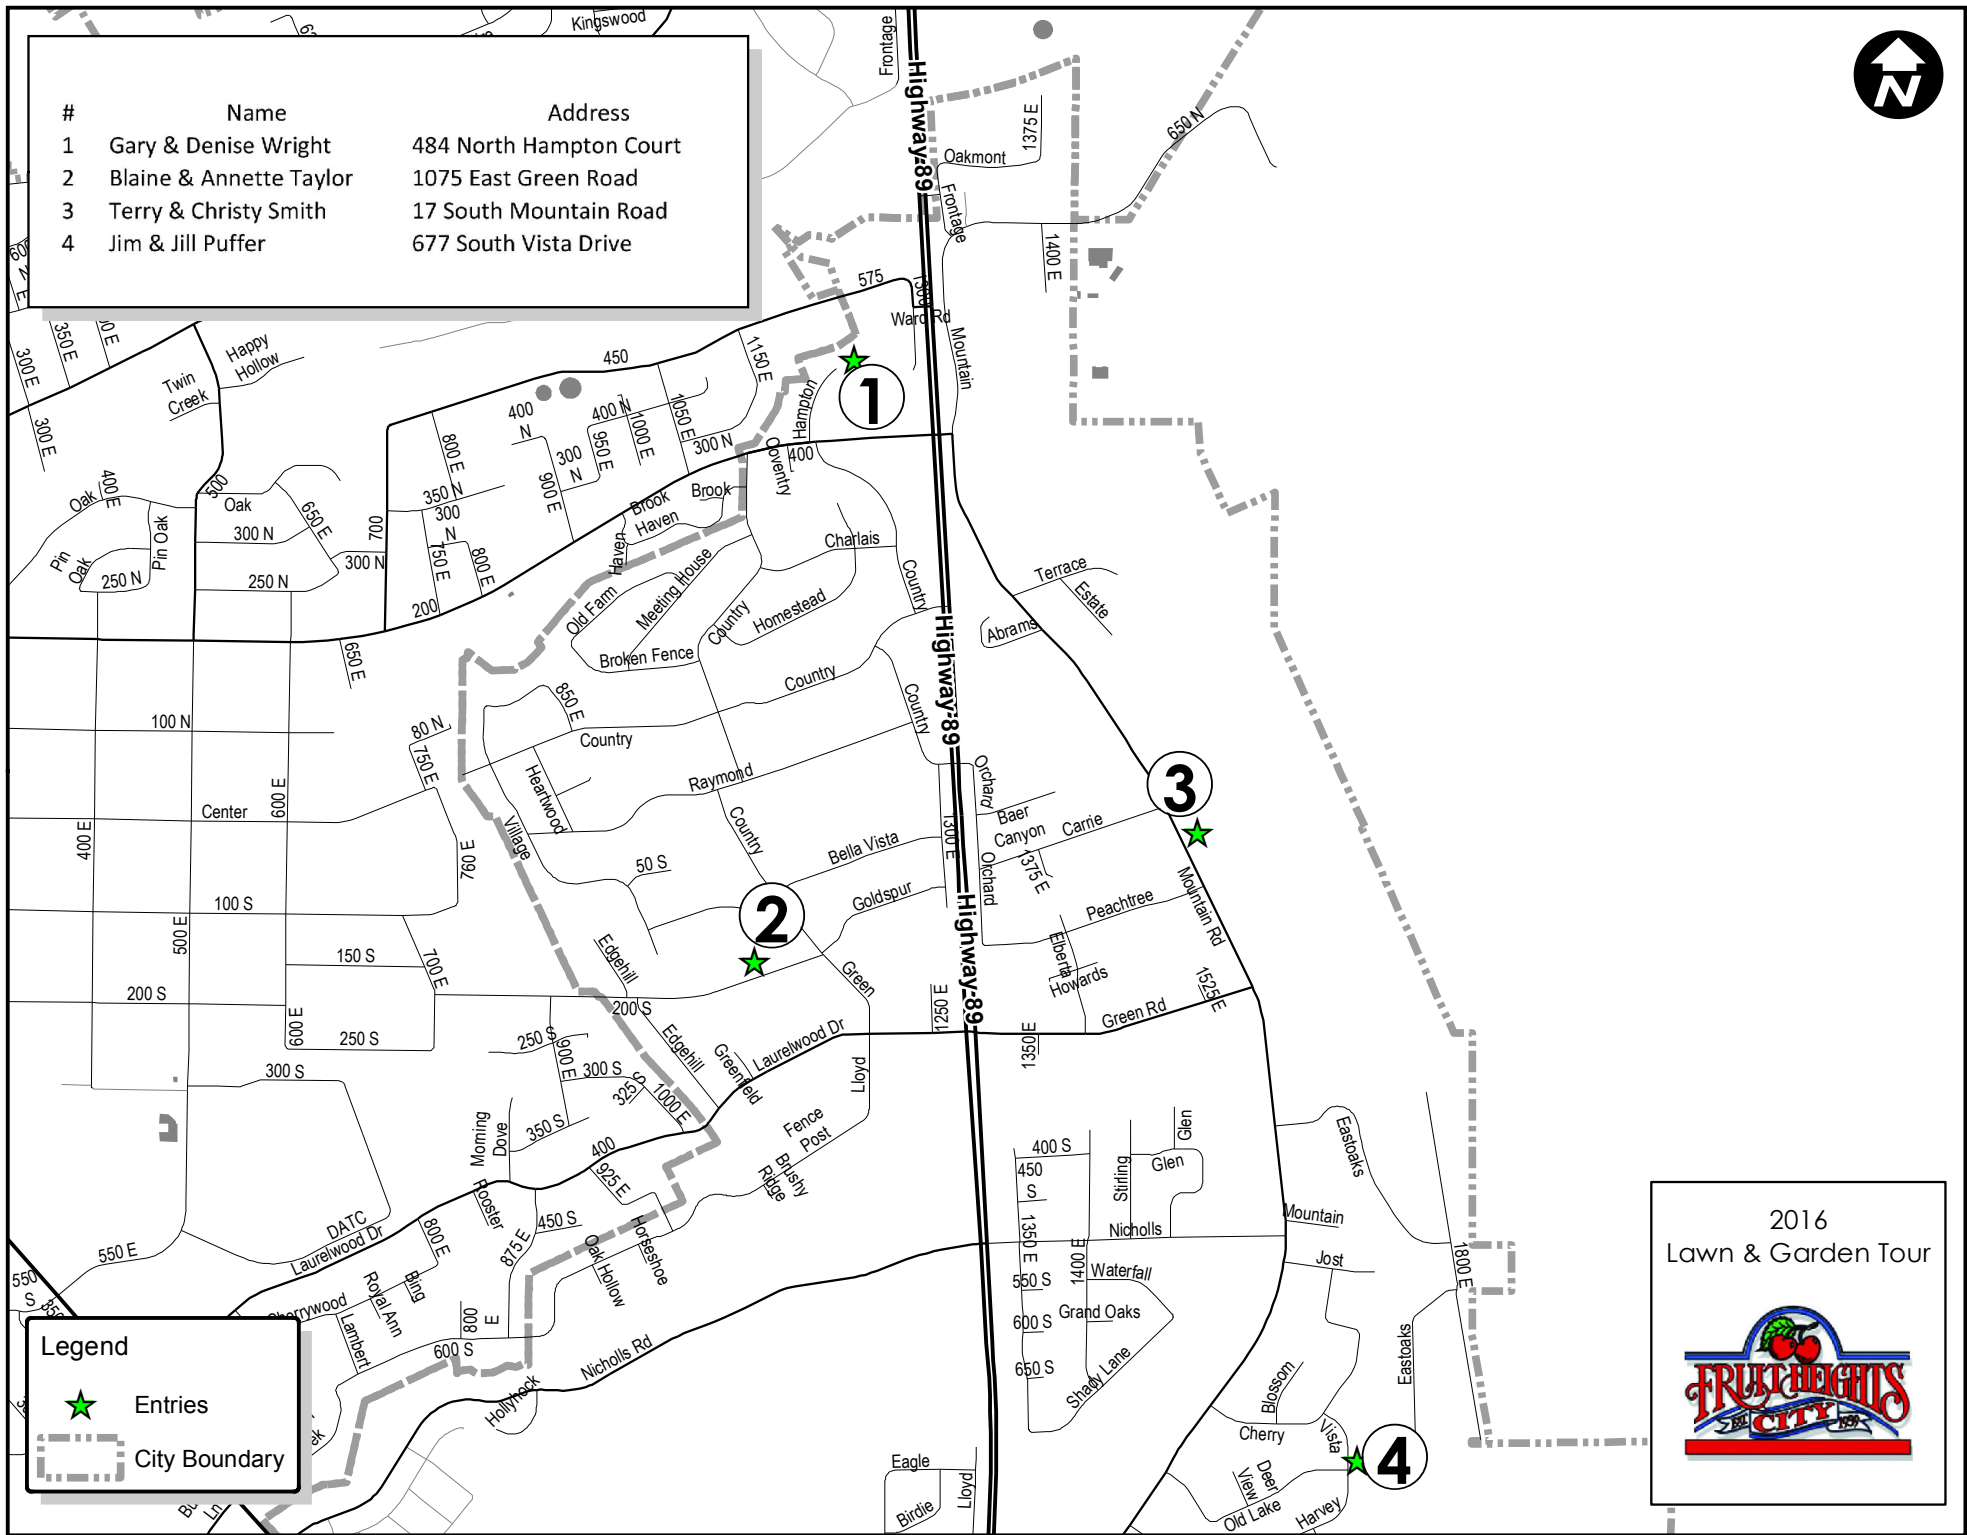 Kingswood
Frontage
Highway 89
# Name Address
1 Gary & Denise Wright 484 North Hampton Court
2 Blaine & Annette Taylor 1075 East Green Road
3 Terry & Christy Smith 17 South Mountain Road
4 Jim & Jill Puffer 677 South Vista Drive
N
1375 E
650 N
Oakmont
Frontage
1400 E
575
1300
Ward Rd
Mountain
350 E
300 E
300 E
Happy
Hollow
Twin
Creek
450
1150 E
1
Hampton
400
N
400 N
1000 E
1050 E
300 N
950 E
300
N
900 E
800 E
350 N
300
N
750 E
800 E
Coventry
400
Brook
Brook
Haven
Haven
Oak
400 E
500
Oak
Pin Oak
Pin
Oak
250 N
300 N
650 E
250 N
300 N
700
200
650 E
Charlais
Country
Terrace
Estate
Abrams
Old Farm
Meeting House
Country
Homestead
Broken Fence
Highway 89
Country
Country
850 E
Country
100 N
80 N
750 E
Heartwood
Raymond
Village
Country
Orchard
Baer
Canyon
Carrie
1375 E
3
600 E
Center
400 E
760 E
50 S
Bella Vista
1300 E
Goldspur
Orchard
Highway 89
Peachtree
Mountain Rd
2
100 S
500 E
150 S
700 E
200 S
600 E
250 S
Edgehill
200 S
Green
1250 E
Elberta
Howards
1525 E
Green Rd
1350 E
250 S
900 E
300 S
325 S
1000 E
Edgehill
Greenfield
Laurelwood Dr
Lloyd
300 S
Morning
Dove
350 S
400
925 E
Fence
Post
Brushy
Ridge
Rooster
450 S
875 E
Oak Hollow
Horseshoe
DATC
Laurelwood Dr
800 E
550 E
550
S
Cherrywood
Royal Ann
Bing
Lambert
800
E
600 S
Nicholls Rd
Hollyhock
400 S
450
S
1350 E
Stirling
Glen
Glen
Nicholls
1400 E
550 S
Waterfall
600 S
Grand Oaks
650 S
Shady Lane
Eastoaks
Mountain
Jost
1800 E
Eastoaks
Blossom
Cherry
Vista
4
Deer
View
Old Lake
Harvey
Eagle
Birdie
Lloyd
Legend
Entries
City Boundary
Ln
2016
Lawn & Garden Tour
FRUIT HEIGHTS
CITY
EST. 1939